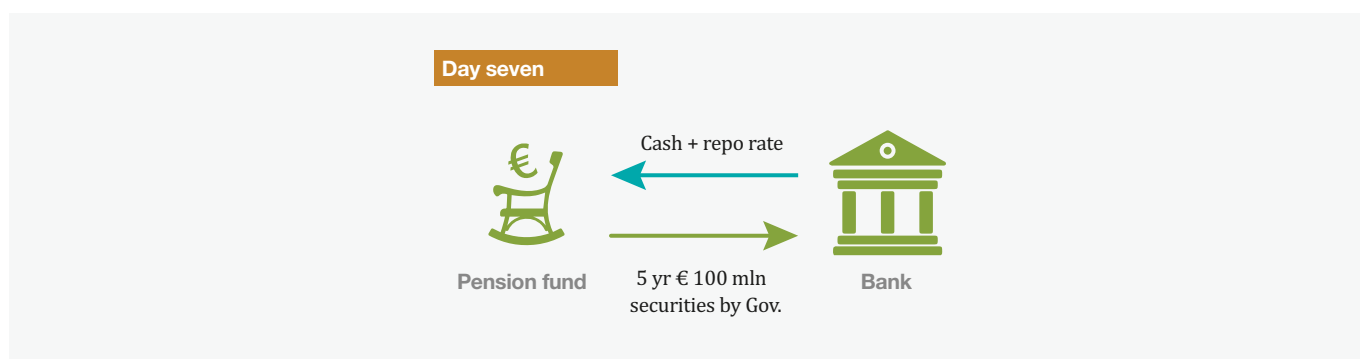 Day seven
€
Cash + repo rate
Pension fund
5 yr € 100 mln
securities by Gov.
Bank